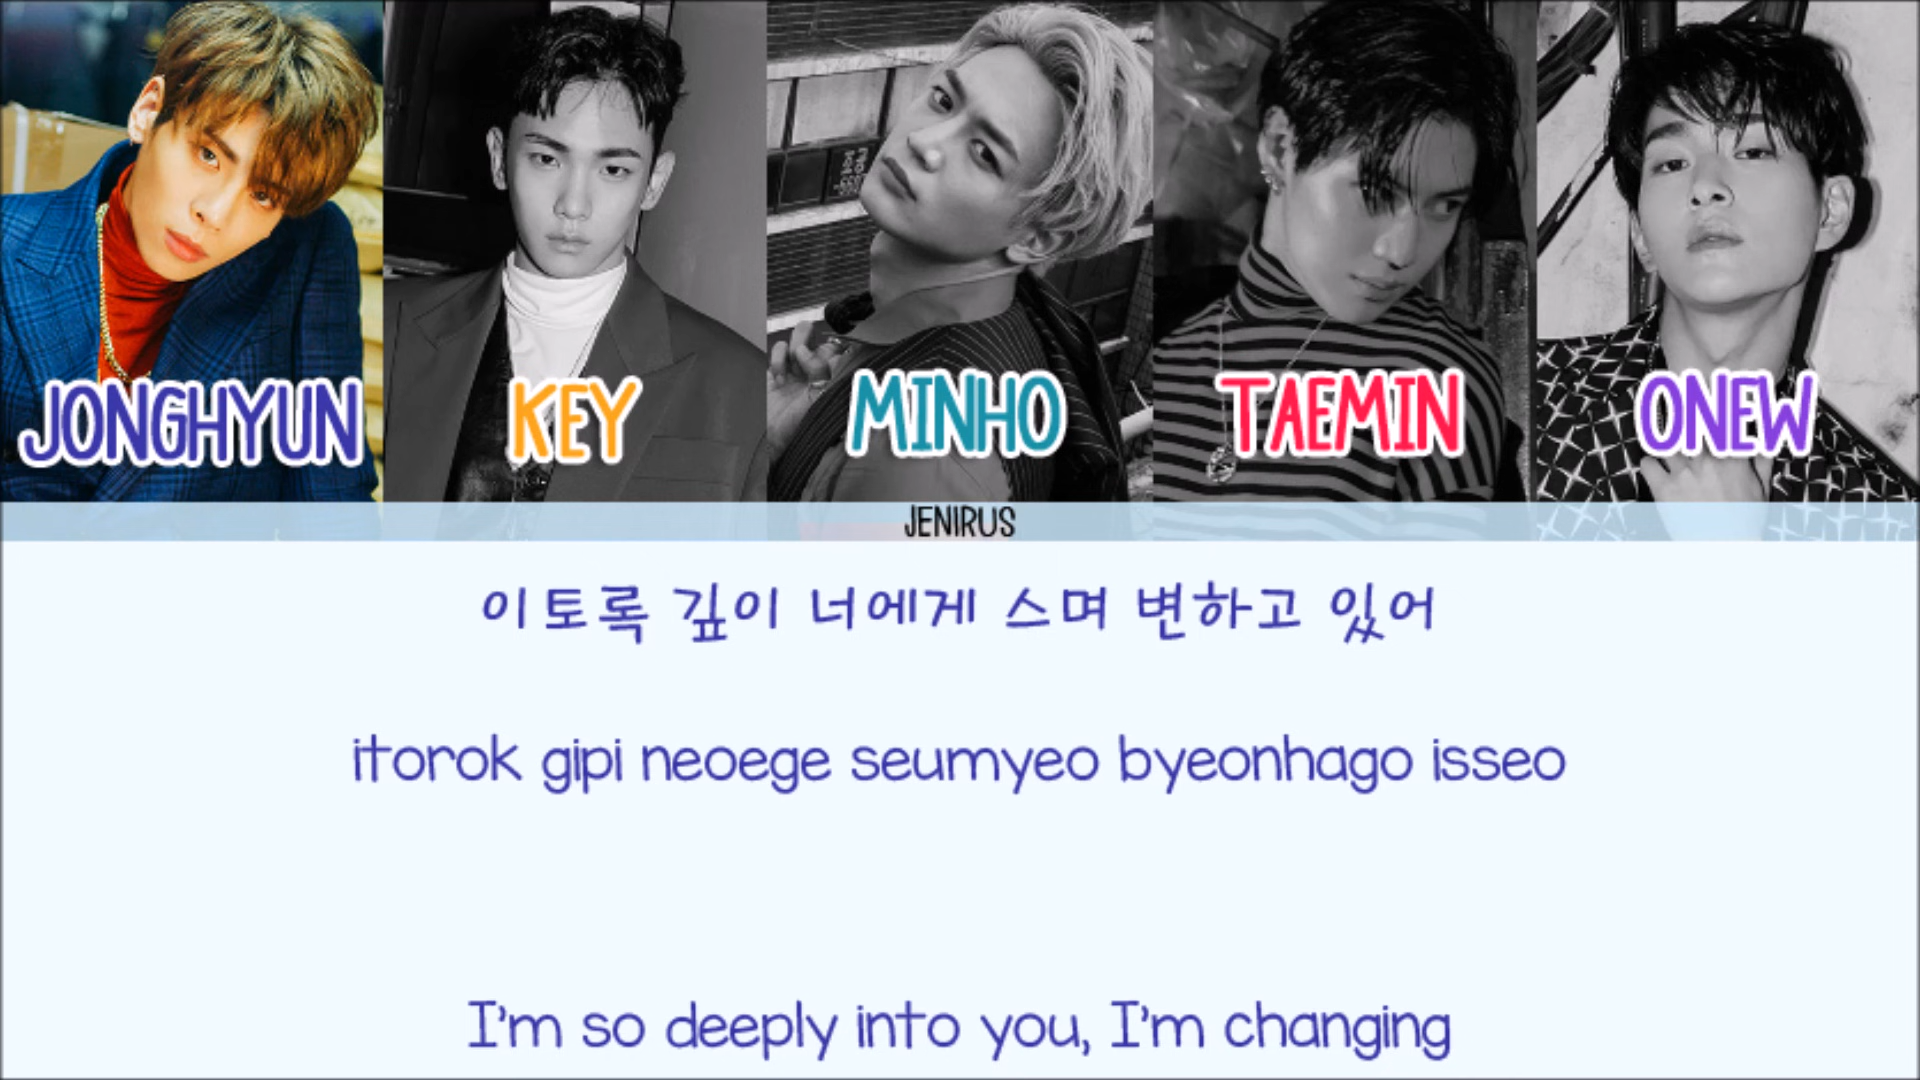 JONGHYUN KEY MINHO TAEMIN ONEW
JENIRUS
이토록 깊이 너에게 스며 변하고 있어
itorok gipi neoege seumyeo byeonhago isseo
I'm so deeply into you, I'm changing